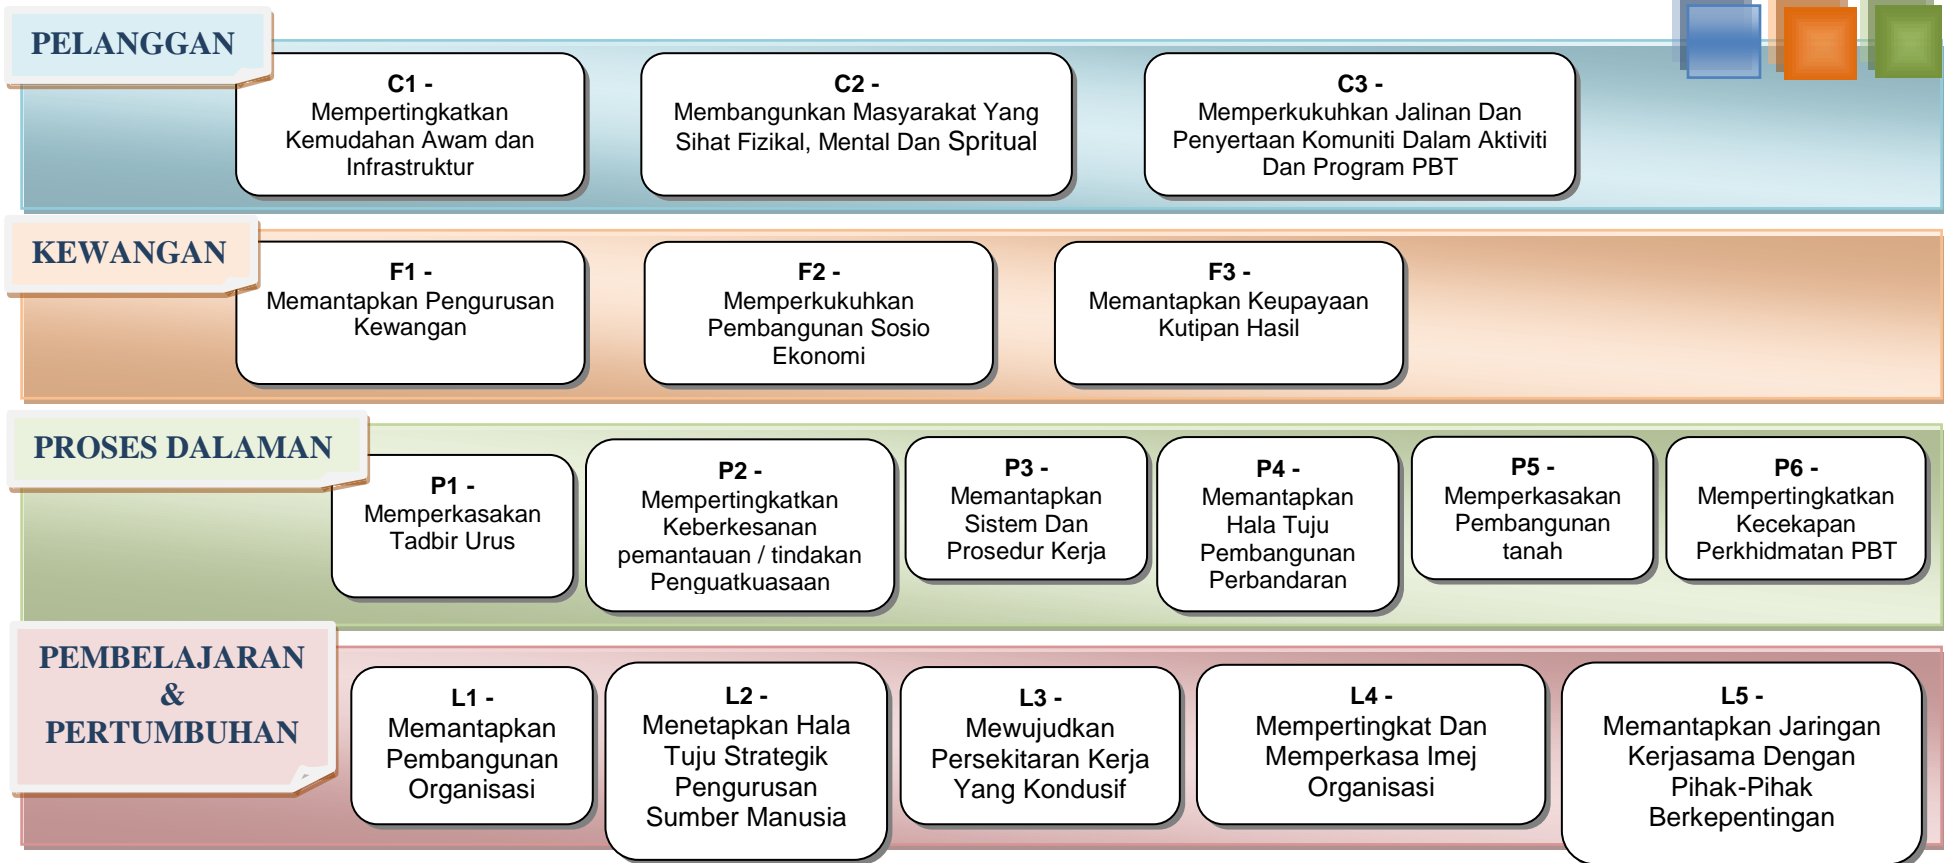 PELANGGAN
C1 -
Mempertingkatkan
Kemudahan Awam dan
Infrastruktur
C2 -
Membangunkan Masyarakat Yang
Sihat Fizikal, Mental Dan Spritual
C3 -
Memperkukuhkan Jalinan Dan
Penyertaan Komuniti Dalam Aktiviti
Dan Program PBT
KEWANGAN
F1 -
Memantapkan Pengurusan
Kewangan
F2 -
Memperkukuhkan
Pembangunan Sosio
Ekonomi
F3 -
Memantapkan Keupayaan
Kutipan Hasil
PROSES DALAMAN
P1 -
Memperkasakan
Tadbir Urus
P2 -
Mempertingkatkan
Keberkesanan
pemantauan / tindakan
Penguatkuasaan
P3 -
Memantapkan
Sistem Dan
Prosedur Kerja
P4 -
Memantapkan
Hala Tuju
Pembangunan
Perbandaran
P5 -
Memperkasakan
Pembangunan
tanah
P6 -
Mempertingkatkan
Kecekapan
Perkhidmatan PBT
PEMBELAJARAN
&
PERTUMBUHAN
L1 -
Memantapkan
Pembangunan
Organisasi
L2 -
Menetapkan Hala
Tuju Strategik
Pengurusan
Sumber Manusia
L3 -
Mewujudkan
Persekitaran Kerja
Yang Kondusif
L4 -
Mempertingkat Dan
Memperkasa Imej
Organisasi
L5 -
Memantapkan Jaringan
Kerjasama Dengan
Pihak-Pihak
Berkepentingan